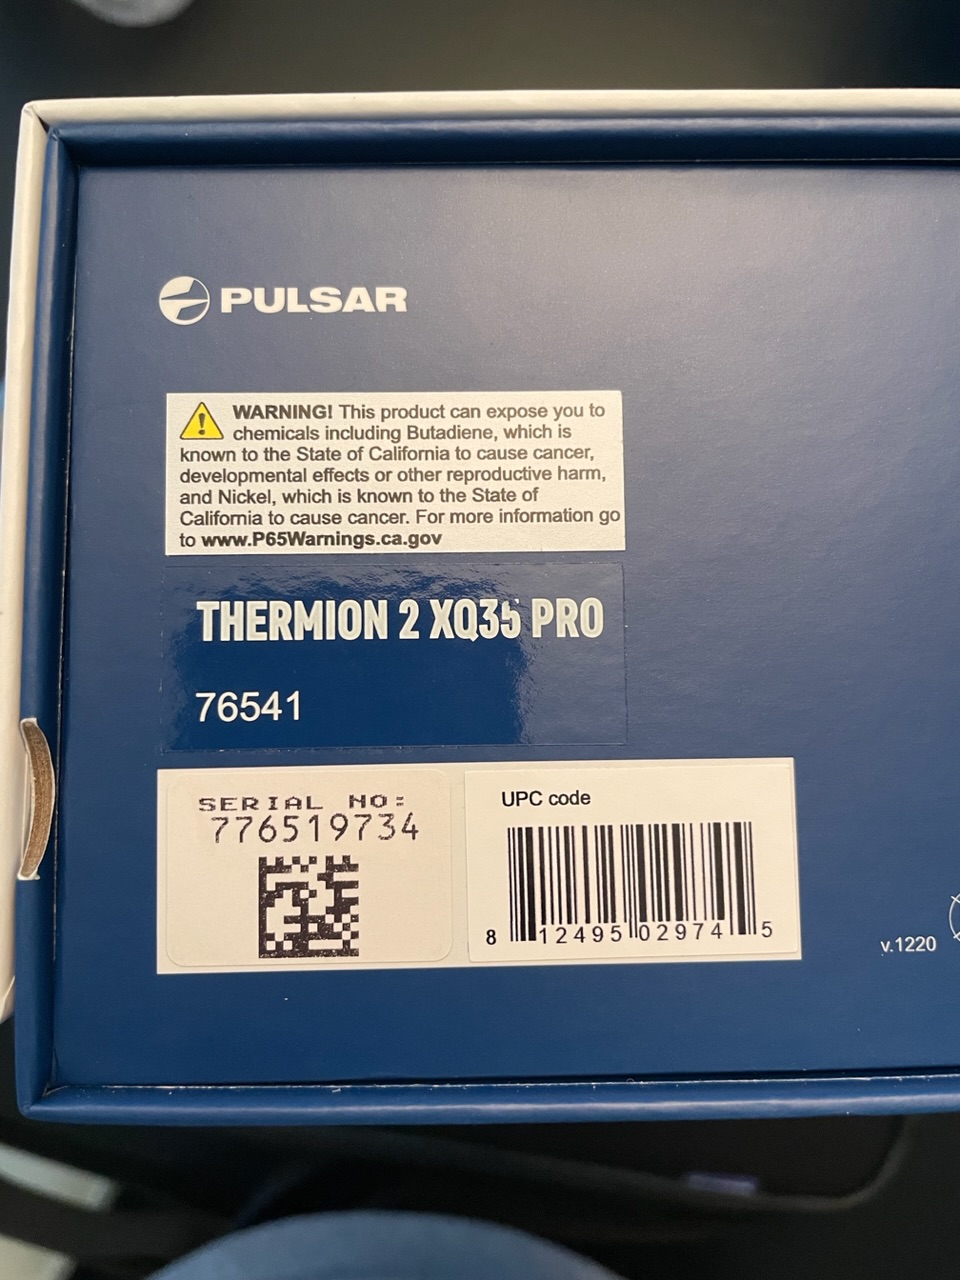 PULSAR
WARNING! This product can expose you to
chemicals including Butadiene, which is
known to the State of California to cause cancer,
developmental effects or other reproductive harm,
and Nickel, which is known to the State of
California to cause cancer. For more information go
to www.P65Warnings.ca.gov
THERMION 2 XQ35 PRO
76541
SERIAL NO:
776519734
UPC code
8 12495 02974 5
v.1220